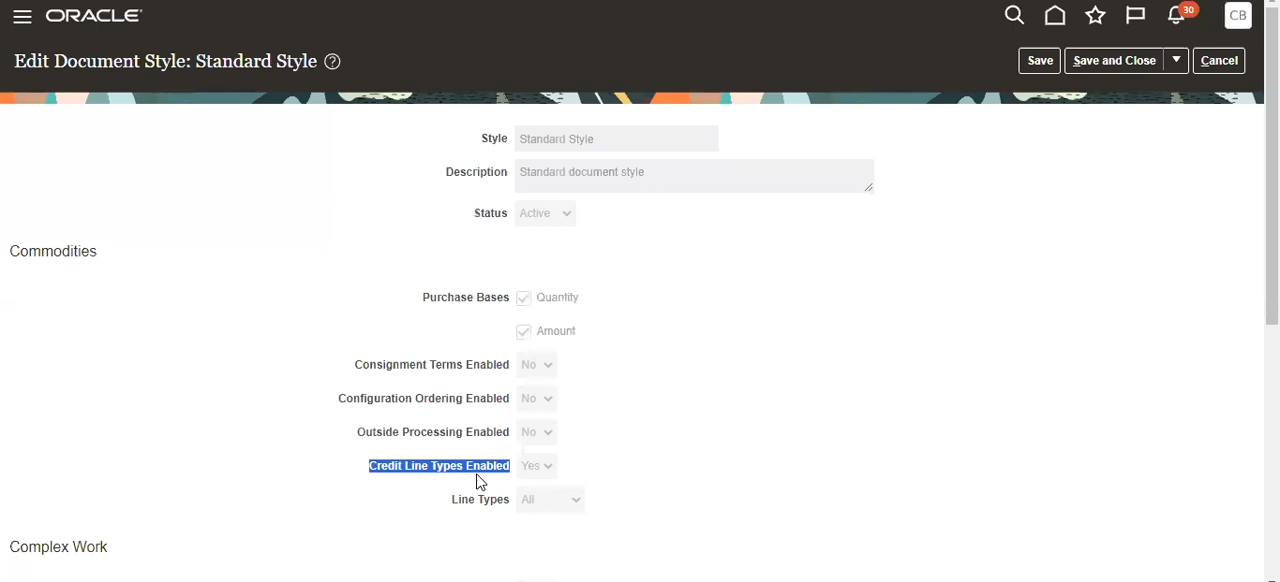 ORACLE
30
CB
Edit Document Style: Standard Style ?
Save
Save and Close
Cancel
Style Standard Style
Description Standard document style
Status Active
Commodities
Purchase Bases Quantity
Amount
Consignment Terms Enabled No
Configuration Ordering Enabled No
Outside Processing Enabled No
Credit Line Types Enabled Yes
Line Types All
Complex Work